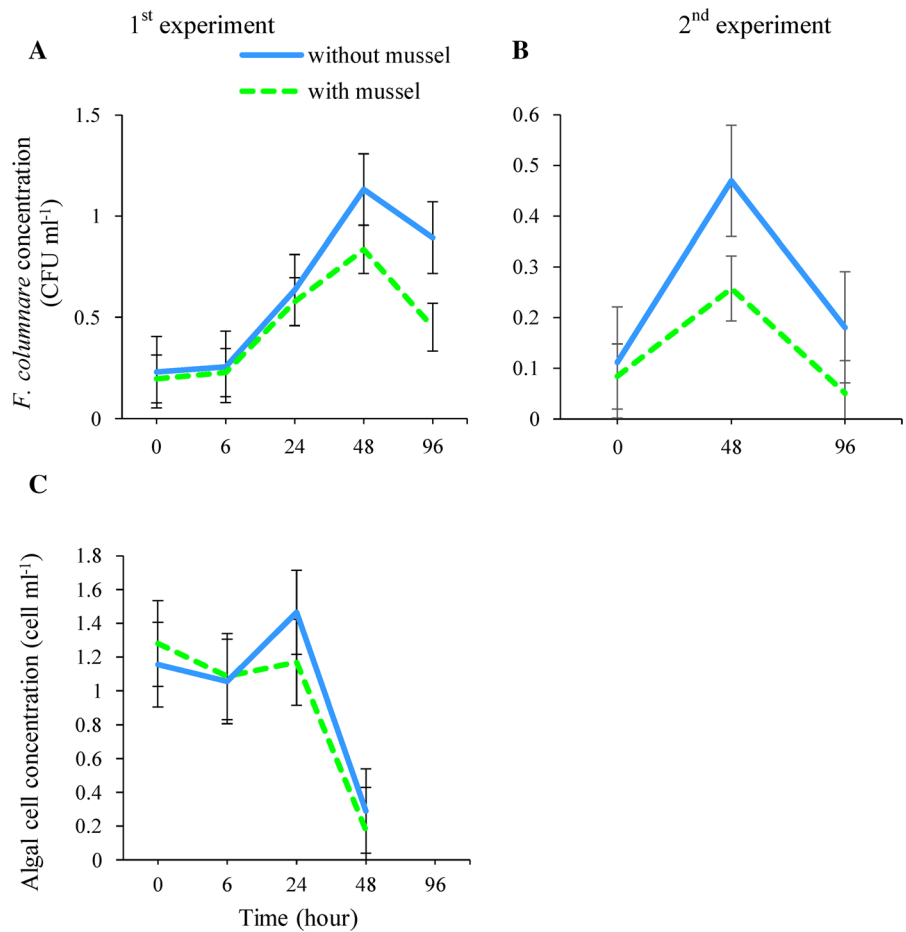 1st experiment
2nd experiment
A
without mussel
with mussel
B
F. columnare concentration
(CFU ml-1)
1.5
1
0.5
0
0 6 24 48 96
0.6
0.5
0.4
0.3
0.2
0.1
0
0 48 96
C
Algal cell concentration (cell ml-1)
1.8
1.6
1.4
1.2
1
0.8
0.6
0.4
0.2
0
0 6 24 48 96
Time (hour)